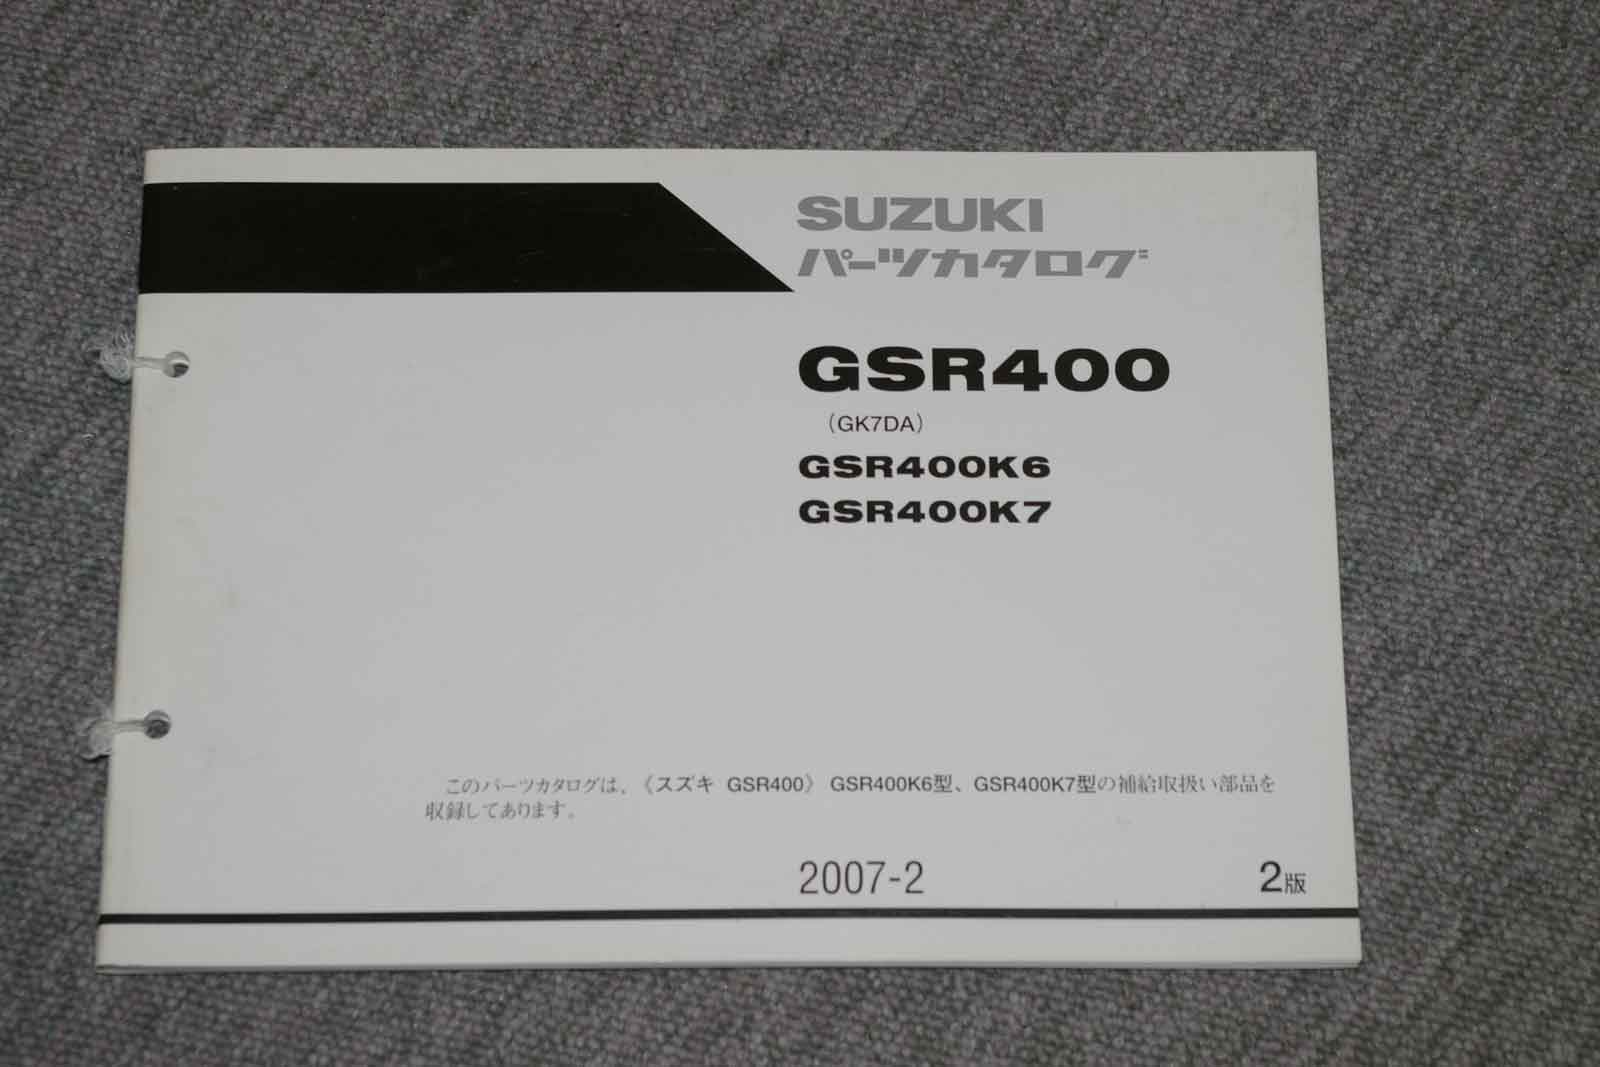 SUZUKI
パーツカタログ
GSR400
（GK7DA）
GSR400K6
GSR400K7
このパーツカタログは、《スズキ GSR400》 GSR400K6型、GSR400K7型の補給取扱い部品を
収録してあります。
2007-2
2版